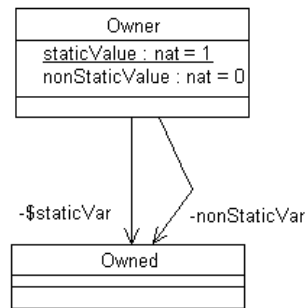 Owner
staticValue : nat = 1
nonStaticValue : nat = 0
-$staticVar
-nonStaticVar
Owned